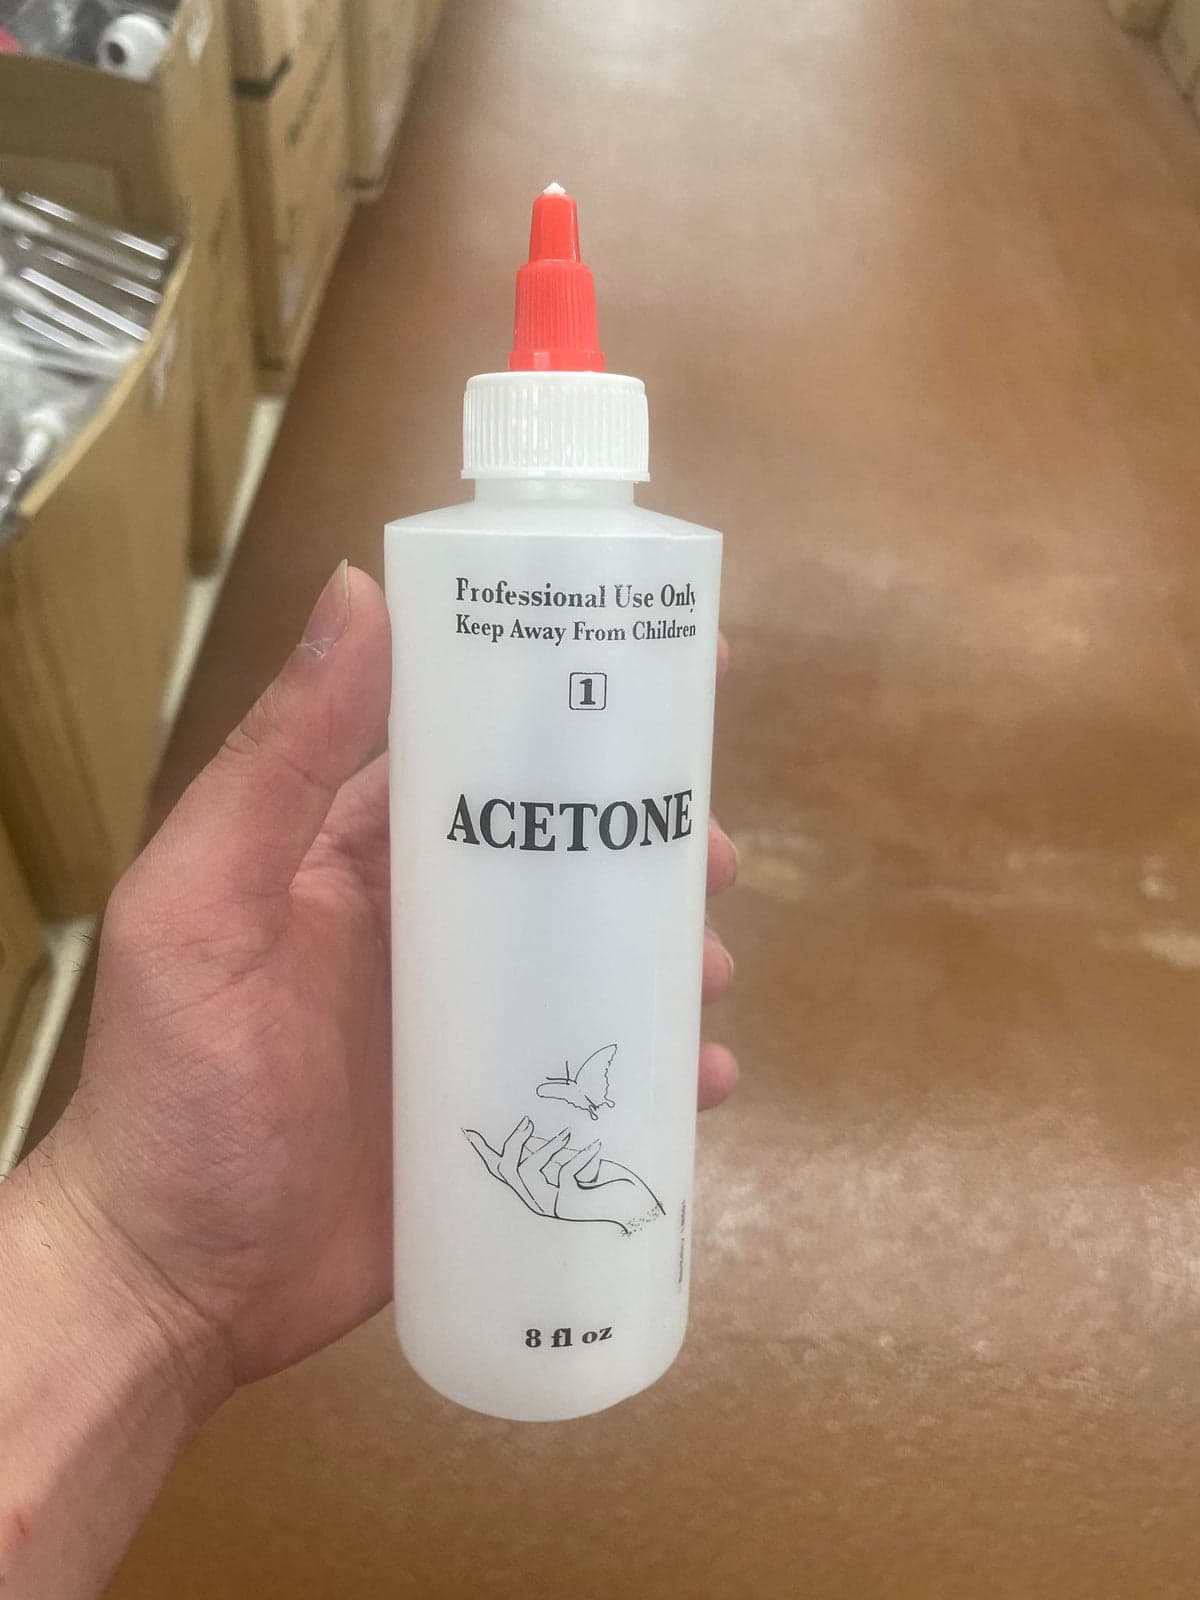 Professional Use Only
Keep Away From Children
1
ACETONE
8 fl oz